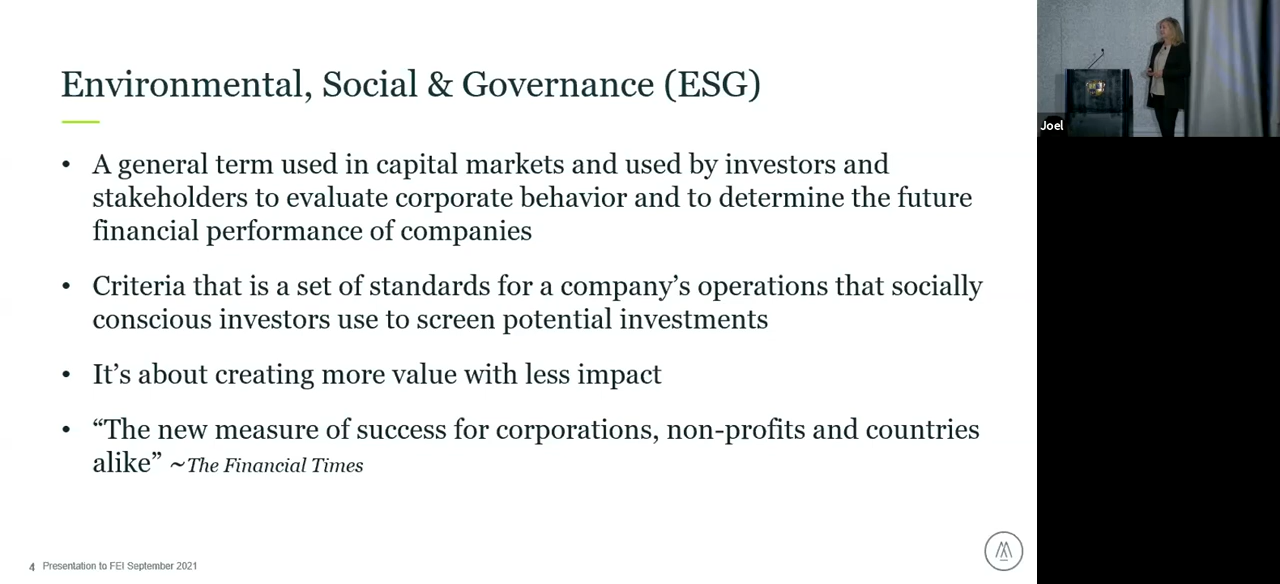 Environmental, Social & Governance (ESG)
• A general term used in capital markets and used by investors and
stakeholders to evaluate corporate behavior and to determine the future
financial performance of companies
• Criteria that is a set of standards for a company’s operations that socially
conscious investors use to screen potential investments
• It’s about creating more value with less impact
• “The new measure of success for corporations, non-profits and countries
alike” ~The Financial Times
4 Presentation to FEI September 2021
Joel